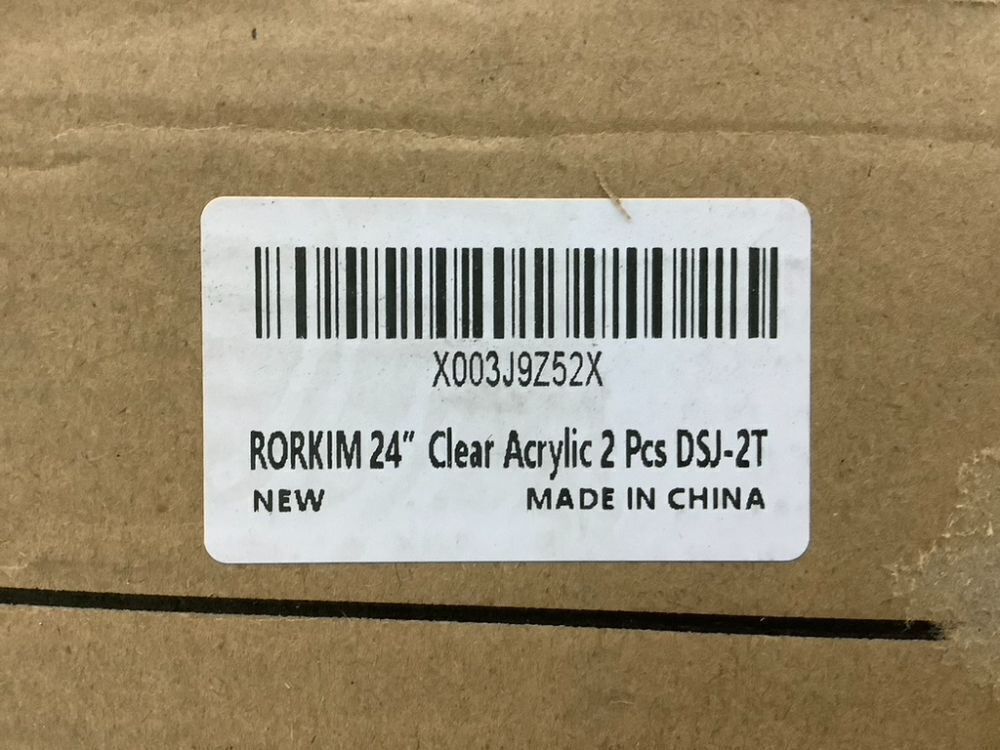 X003J9Z52X
RORKIM 24” Clear Acrylic 2 Pcs DSJ-2T
NEW MADE IN CHINA